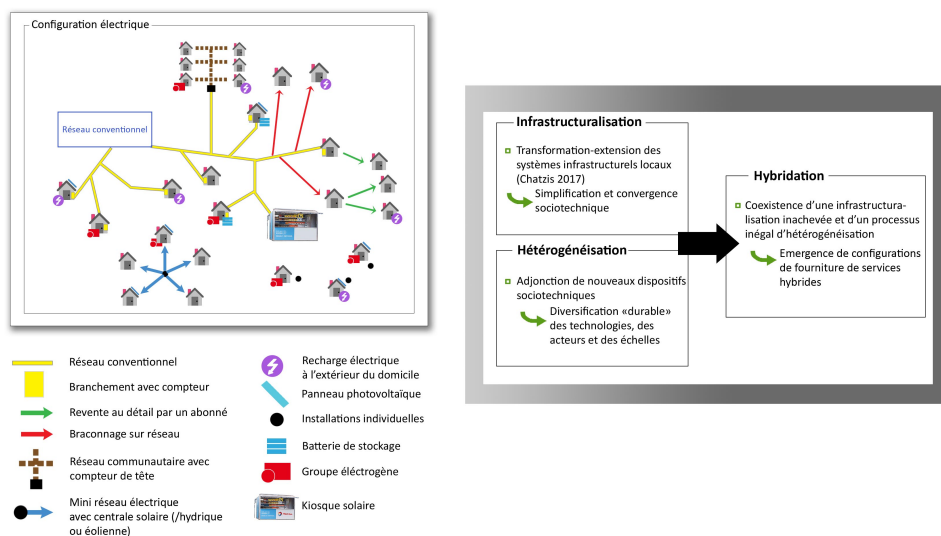 Configuration électrique
Réseau conventionnel
Réseau conventionnel
Branchement avec compteur
Revente au détail par un abonné
Braconnage sur réseau
Réseau communautaire avec
compteur de tête
Mini réseau électrique
avec centrale solaire (/hydrique
ou éolienne)
Recharge électrique
à l'extérieur du domicile
Panneau photovoltaïque
Installations individuelles
Batterie de stockage
Groupe éléctrogène
Kiosque solaire
Infrastructuralisation
Transformation-extension des
systèmes infrastructurels locaux
(Chatzis 2017)
Simplification et convergence
sociotechnique
Hétérogénéisation
Adjonction de nouveaux dispositifs
sociotechniques
Diversification «durable»
des technologies, des
acteurs et des échelles
Hybridation
Coexistence d'une infrastructura-
lisation inachevée et d'un processus
inégal d'hétérogénéisation
Emergence de configurations
de fourniture de services
hybrides